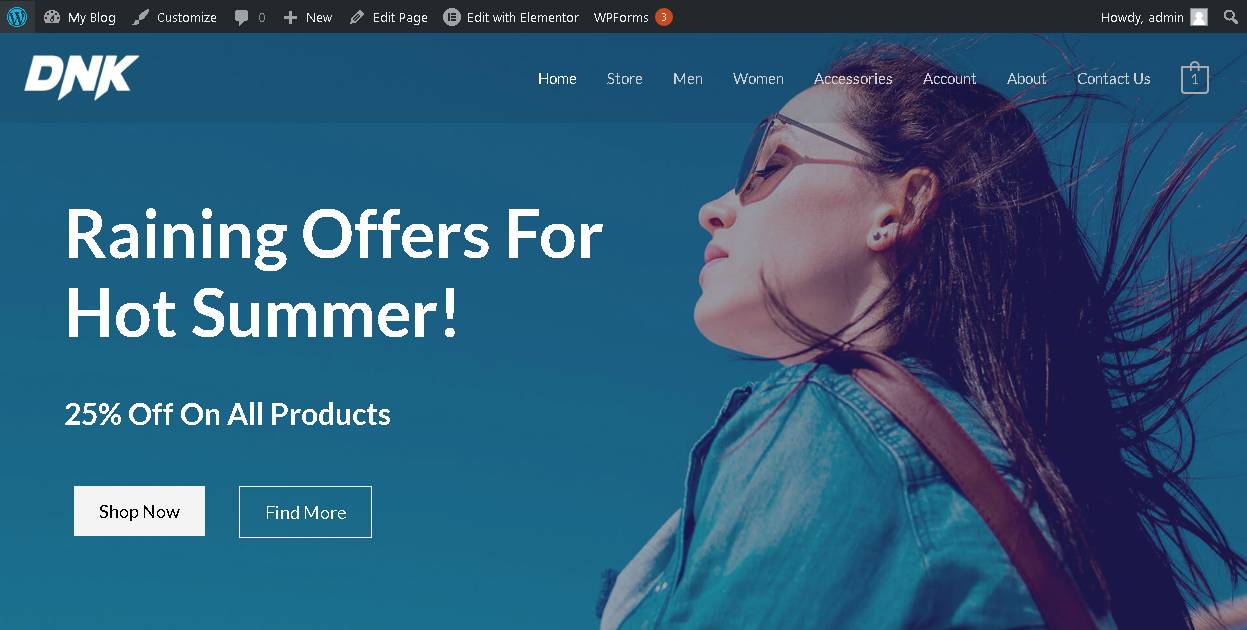 My Blog Customize 0 New Edit Page Edit with Elementor WPForms 3 Howdy, admin
DNK Home Store Men Women Accessories Account About Contact Us 1
Raining Offers For
Hot Summer!
25% Off On All Products
Shop Now Find More